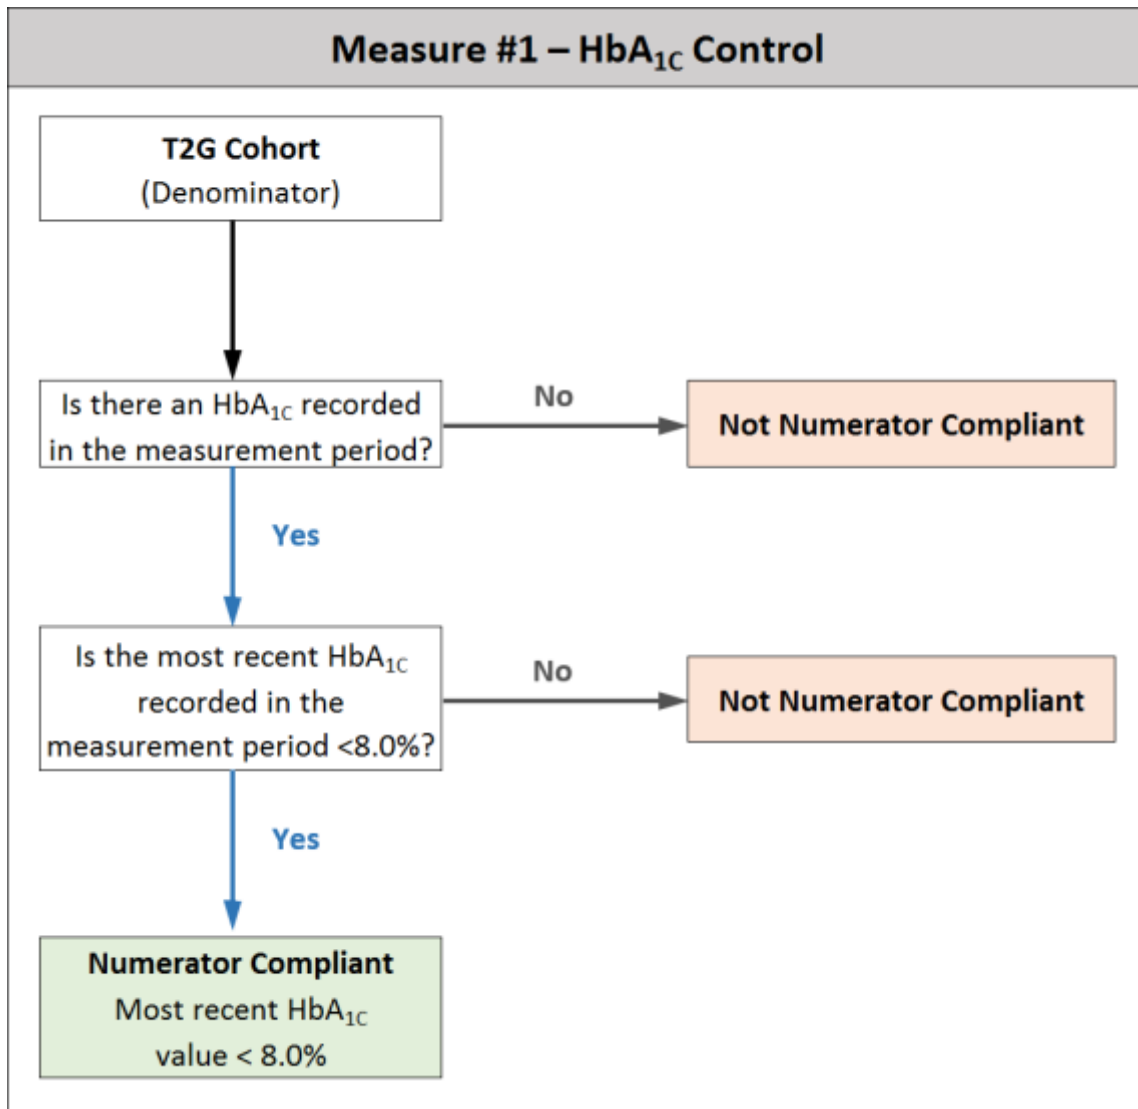 Measure #1 – HbA1C Control
T2G Cohort
(Denominator)
Is there an HbA1C recorded
in the measurement period?
No
Not Numerator Compliant
Yes
Is the most recent HbA1C
recorded in the
measurement period <8.0%?
No
Not Numerator Compliant
Yes
Numerator Compliant
Most recent HbA1C
value < 8.0%